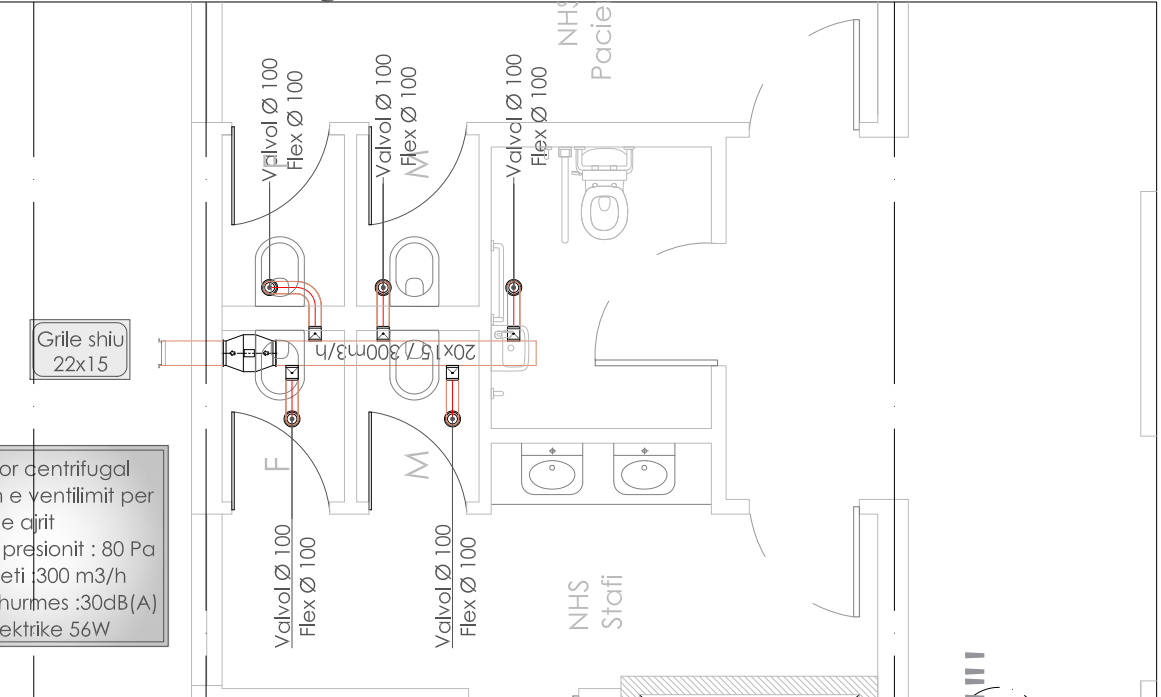 NHS
Pacie
Valvol Ø 100
Flex Ø 100
Valvol Ø 100
Flex Ø 100
Valvol Ø 100
Flex Ø 100
F
M
Grile shiu
22x15
20x15 / 300m3/h
or centrifugal
e ventilimit per
e ajrit
presionit : 80 Pa
eti :300 m3/h
hurmes :30dB(A)
ektrike 56W
F
M
Valvol Ø 100
Flex Ø 100
Valvol Ø 100
Flex Ø 100
NHS
Stafi